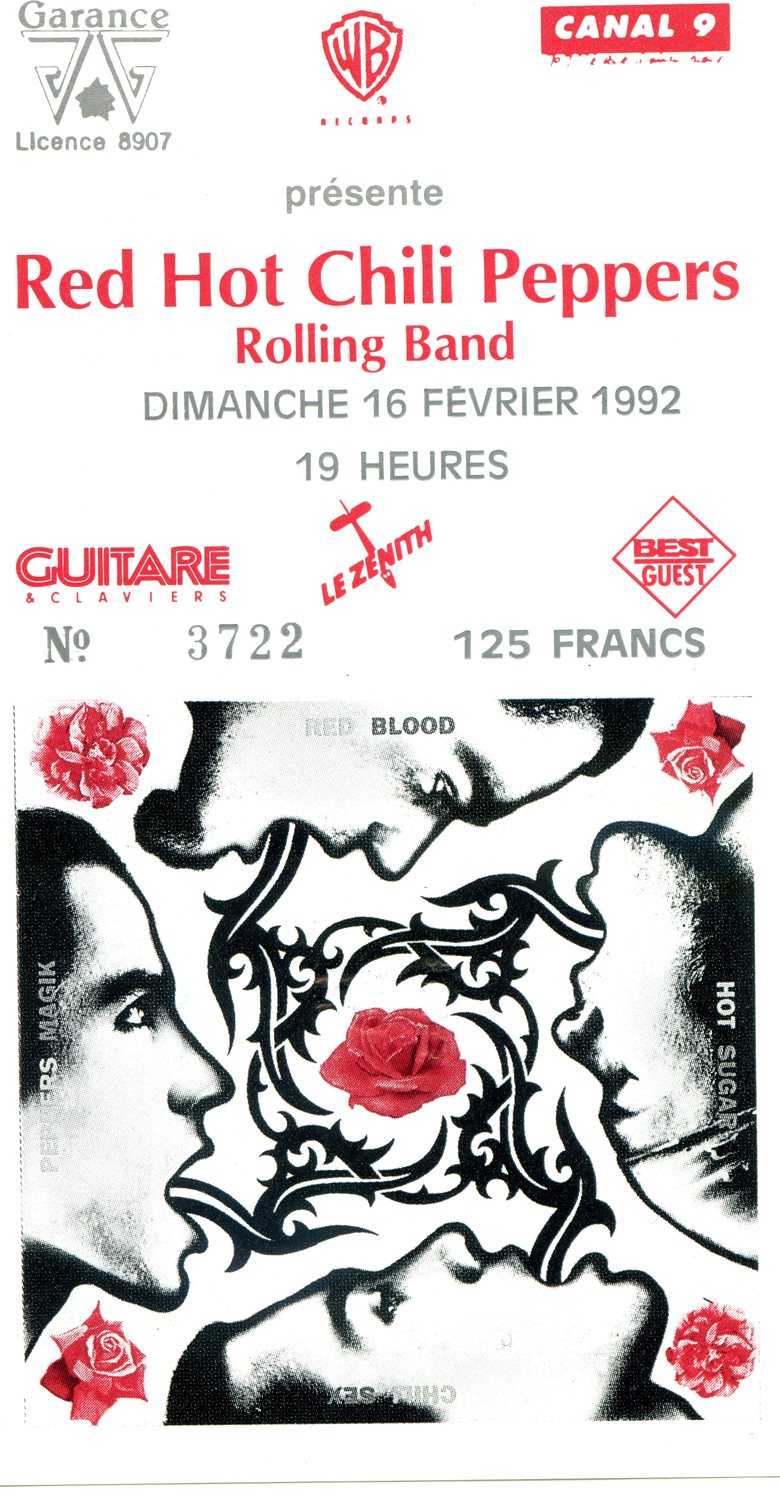 Garance
Licence 8907
WB
RECORDS
CANAL 9
présente
Red Hot Chili Peppers
Rolling Band
DIMANCHE 16 FÉVRIER 1992
19 HEURES
GUITARE
& CLAVIERS
LE ZENITH
BEST
GUEST
Nº 3722 125 FRANCS
RED BLOOD
HOT SUGAR
PEPPERS MAGIK
CHILI SEX